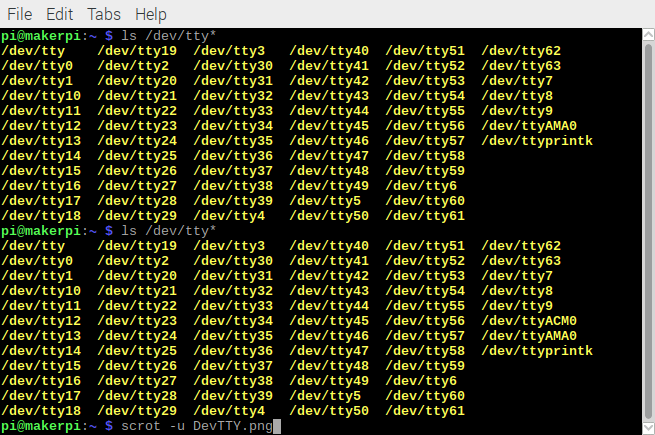 File Edit Tabs Help
pi@makerpi:~ $ ls /dev/tty*
/dev/tty /dev/tty19 /dev/tty3 /dev/tty40 /dev/tty51 /dev/tty62
/dev/tty0 /dev/tty2 /dev/tty30 /dev/tty41 /dev/tty52 /dev/tty63
/dev/tty1 /dev/tty20 /dev/tty31 /dev/tty42 /dev/tty53 /dev/tty7
/dev/tty10 /dev/tty21 /dev/tty32 /dev/tty43 /dev/tty54 /dev/tty8
/dev/tty11 /dev/tty22 /dev/tty33 /dev/tty44 /dev/tty55 /dev/tty9
/dev/tty12 /dev/tty23 /dev/tty34 /dev/tty45 /dev/tty56 /dev/ttyAMA0
/dev/tty13 /dev/tty24 /dev/tty35 /dev/tty46 /dev/tty57 /dev/ttyprintk
/dev/tty14 /dev/tty25 /dev/tty36 /dev/tty47 /dev/tty58
/dev/tty15 /dev/tty26 /dev/tty37 /dev/tty48 /dev/tty59
/dev/tty16 /dev/tty27 /dev/tty38 /dev/tty49 /dev/tty6
/dev/tty17 /dev/tty28 /dev/tty39 /dev/tty5 /dev/tty60
/dev/tty18 /dev/tty29 /dev/tty4 /dev/tty50 /dev/tty61
pi@makerpi:~ $ ls /dev/tty*
/dev/tty /dev/tty19 /dev/tty3 /dev/tty40 /dev/tty51 /dev/tty62
/dev/tty0 /dev/tty2 /dev/tty30 /dev/tty41 /dev/tty52 /dev/tty63
/dev/tty1 /dev/tty20 /dev/tty31 /dev/tty42 /dev/tty53 /dev/tty7
/dev/tty10 /dev/tty21 /dev/tty32 /dev/tty43 /dev/tty54 /dev/tty8
/dev/tty11 /dev/tty22 /dev/tty33 /dev/tty44 /dev/tty55 /dev/tty9
/dev/tty12 /dev/tty23 /dev/tty34 /dev/tty45 /dev/tty56 /dev/ttyACM0
/dev/tty13 /dev/tty24 /dev/tty35 /dev/tty46 /dev/tty57 /dev/ttyAMA0
/dev/tty14 /dev/tty25 /dev/tty36 /dev/tty47 /dev/tty58 /dev/ttyprintk
/dev/tty15 /dev/tty26 /dev/tty37 /dev/tty48 /dev/tty59
/dev/tty16 /dev/tty27 /dev/tty38 /dev/tty49 /dev/tty6
/dev/tty17 /dev/tty28 /dev/tty39 /dev/tty5 /dev/tty60
/dev/tty18 /dev/tty29 /dev/tty4 /dev/tty50 /dev/tty61
pi@makerpi:~ $ scrot -u DevTTY.png